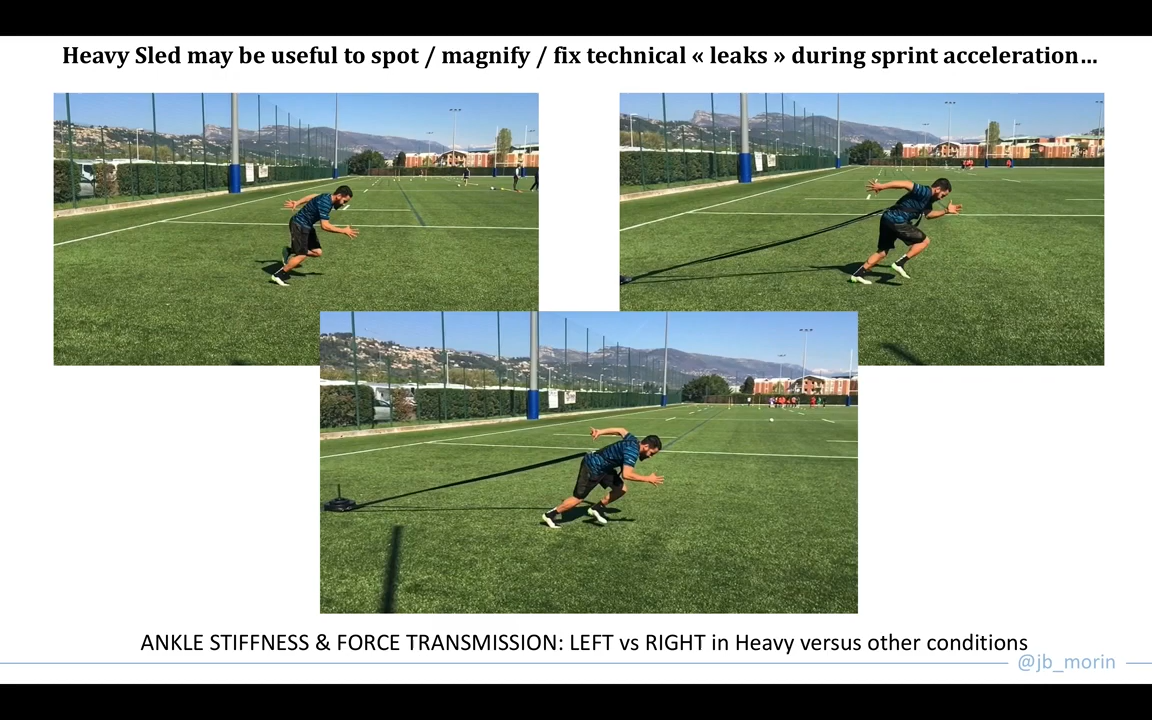 Heavy Sled may be useful to spot / magnify / fix technical « leaks » during sprint acceleration…
ANKLE STIFFNESS & FORCE TRANSMISSION: LEFT vs RIGHT in Heavy versus other conditions
@jb_morin